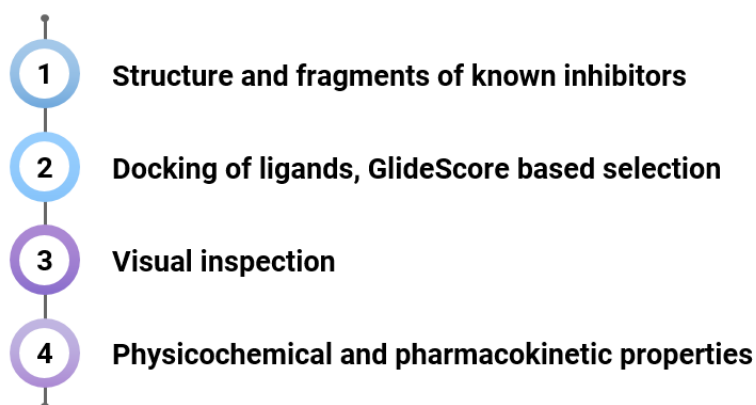 1 Structure and fragments of known inhibitors
2 Docking of ligands, GlideScore based selection
3 Visual inspection
4 Physicochemical and pharmacokinetic properties